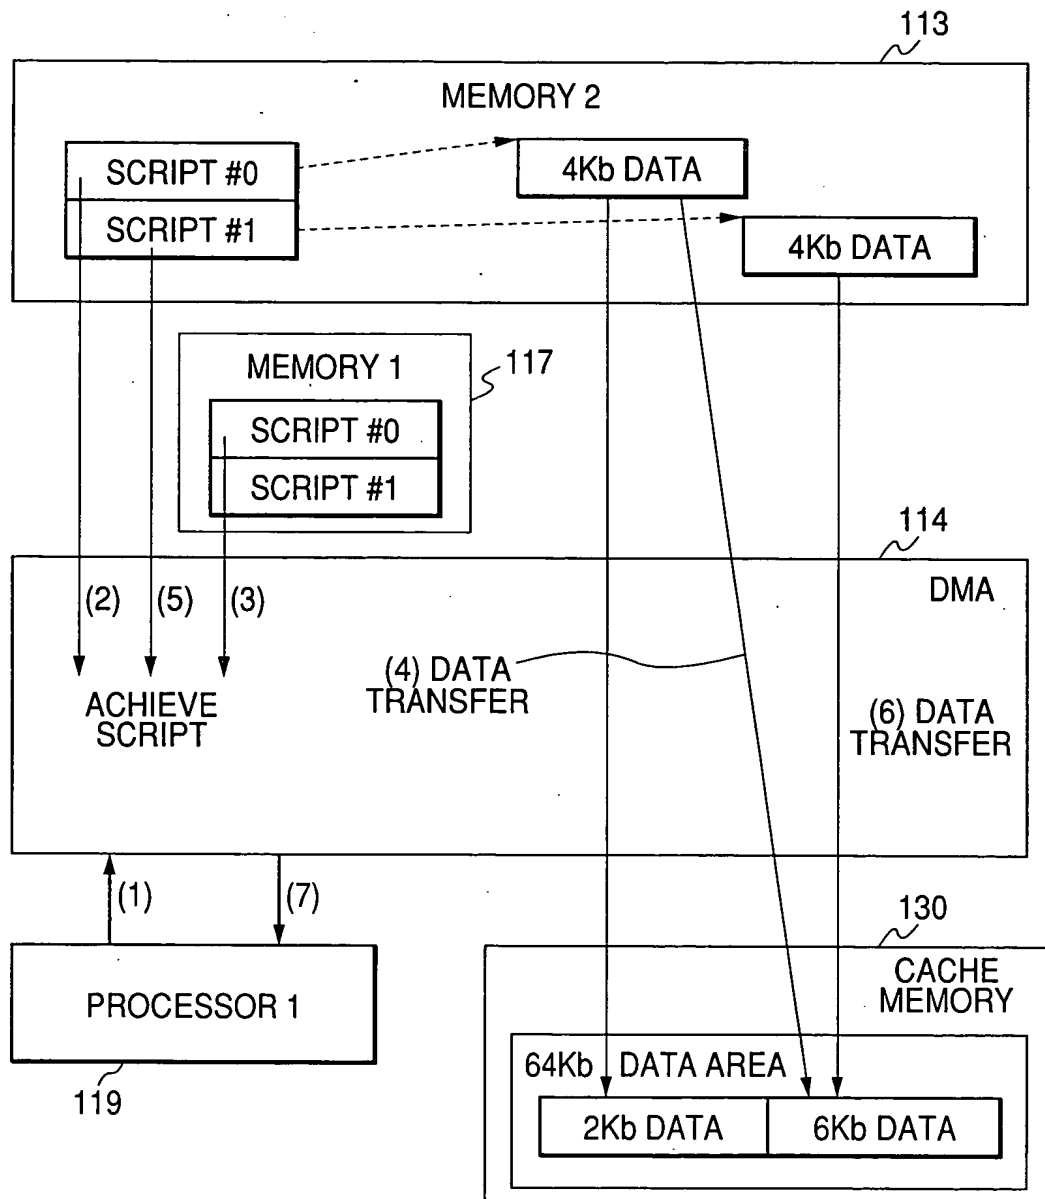 113
MEMORY 2
SCRIPT #0
SCRIPT #1
4Kb DATA
4Kb DATA
MEMORY 1
117
SCRIPT #0
SCRIPT #1
114
DMA
(2)
(5)
(3)
ACHIEVE
SCRIPT
(4) DATA
TRANSFER
(6) DATA
TRANSFER
(1)
(7)
PROCESSOR 1
119
130
CACHE
MEMORY
64Kb DATA AREA
2Kb DATA
6Kb DATA